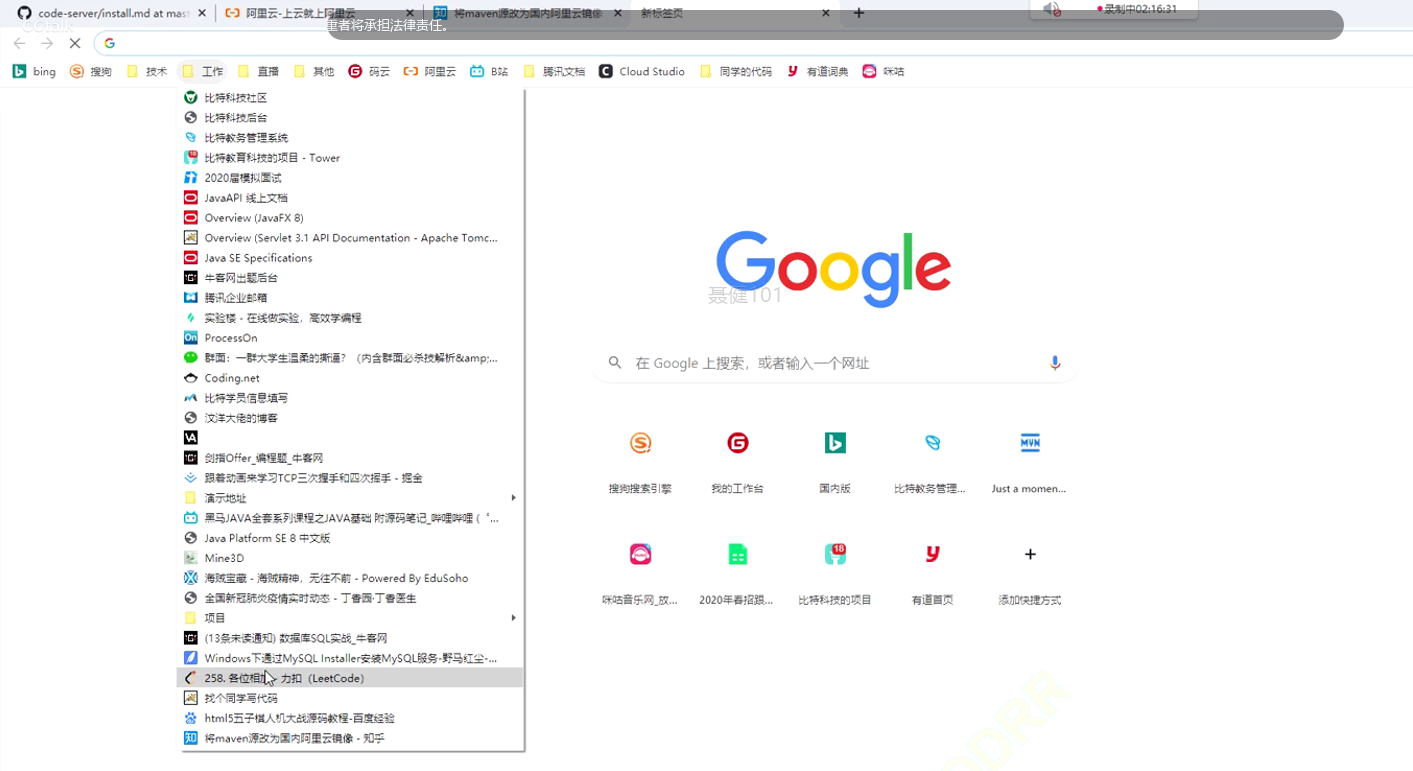 code-server/install.md at mast
阿里云-上云就上阿里云
将maven源改为国内阿里云镜像
新标签页
录制中02:16:31
重者将承担法律责任。
bing
搜狗
技术
工作
直播
其他
码云
阿里云
B站
腾讯文档
Cloud Studio
同学的代码
有道词典
咪咕
比特科技社区
比特科技后台
比特教务管理系统
比特教育科技的项目 - Tower
2020届模拟面试
JavaAPI 线上文档
Overview (JavaFX 8)
Overview (Servlet 3.1 API Documentation - Apache Tomc...
Java SE Specifications
牛客网出题后台
腾讯企业邮箱
实验楼 - 在线做实验，高效学编程
ProcessOn
群面：一群大学生温柔的撕逼？（内含群面必杀技解析&amp;...
Coding.net
比特学员信息填写
汶洋大佬的博客
剑指Offer_编程题_牛客网
跟着动画来学习TCP三次握手和四次挥手 - 掘金
演示地址
黑马JAVA全套系列课程之JAVA基础 附源码笔记_哔哩哔哩 (゜...
Java Platform SE 8 中文版
Mine3D
海贼宝藏 - 海贼精神，无往不前 - Powered By EduSoho
全国新冠肺炎疫情实时动态 - 丁香园·丁香医生
项目
(13条未读通知) 数据库SQL实战_牛客网
Windows下通过MySQL Installer安装MySQL服务-野马红尘-...
258. 各位相加 - 力扣（LeetCode）
找个同学写代码
html5五子棋人机大战源码教程-百度经验
将maven源改为国内阿里云镜像 - 知乎
Google
聂健101
在 Google 上搜索，或者输入一个网址
搜狗搜索引擎
我的工作台
国内版
比特教务管理...
Just a momen...
咪咕音乐网_放...
2020年春招跟...
比特科技的项目
有道首页
添加快捷方式